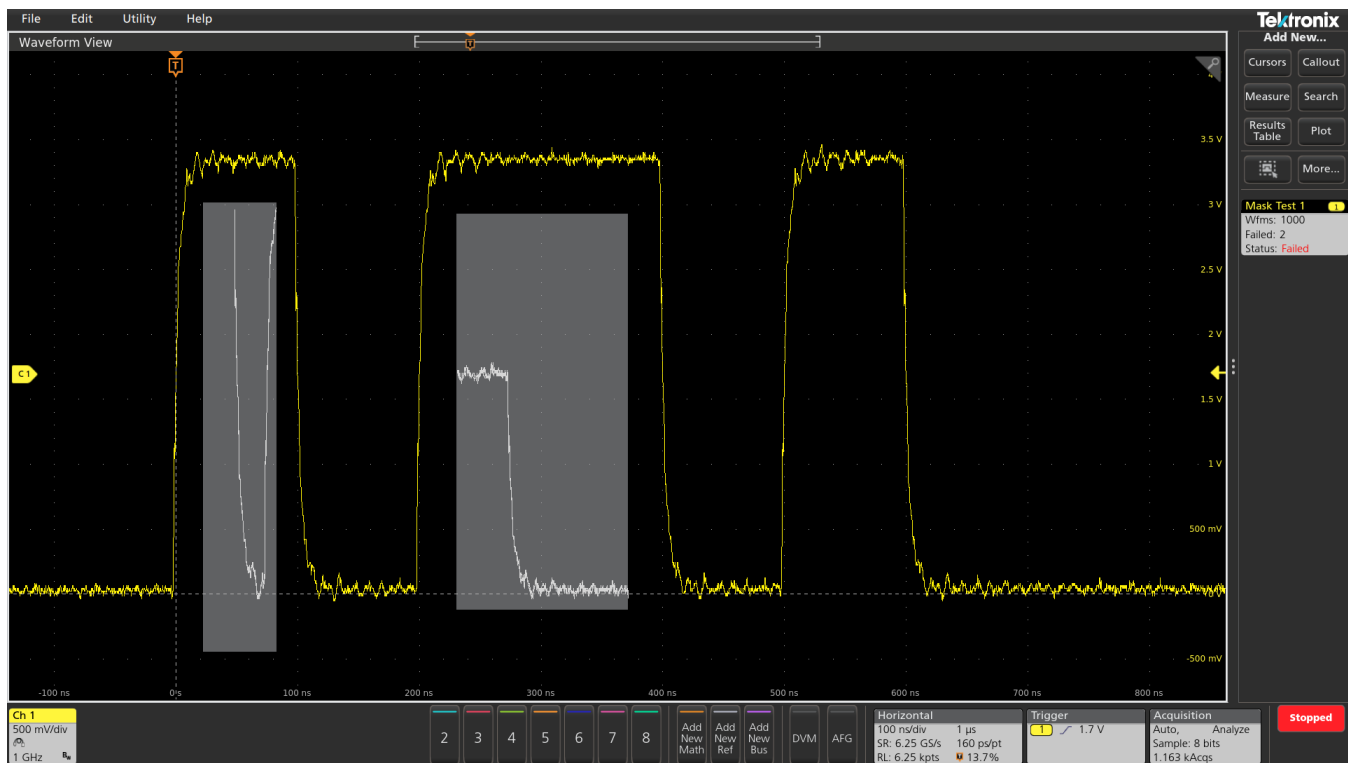 File Edit Utility Help
Tektronix
Waveform View
Add New...
T
T
Cursors Callout
Measure Search
Results Table Plot
More...
3.5 V
3 V
2.5 V
2 V
1.5 V
1 V
500 mV
-500 mV
C 1
Mask Test 1 1
Wfms: 1000
Failed: 2
Status: Failed
-100 ns 0s 100 ns 200 ns 300 ns 400 ns 500 ns 600 ns 700 ns 800 ns
Ch 1
500 mV/div
1 GHz
2 3 4 5 6 7 8
Add New Math
Add New Ref
Add New Bus
DVM AFG
Horizontal
100 ns/div 1 µs
SR: 6.25 GS/s 160 ps/pt
RL: 6.25 kpts 13.7%
Trigger
1 1.7 V
Acquisition
Auto, Analyze
Sample: 8 bits
1.163 kAcqs
Stopped